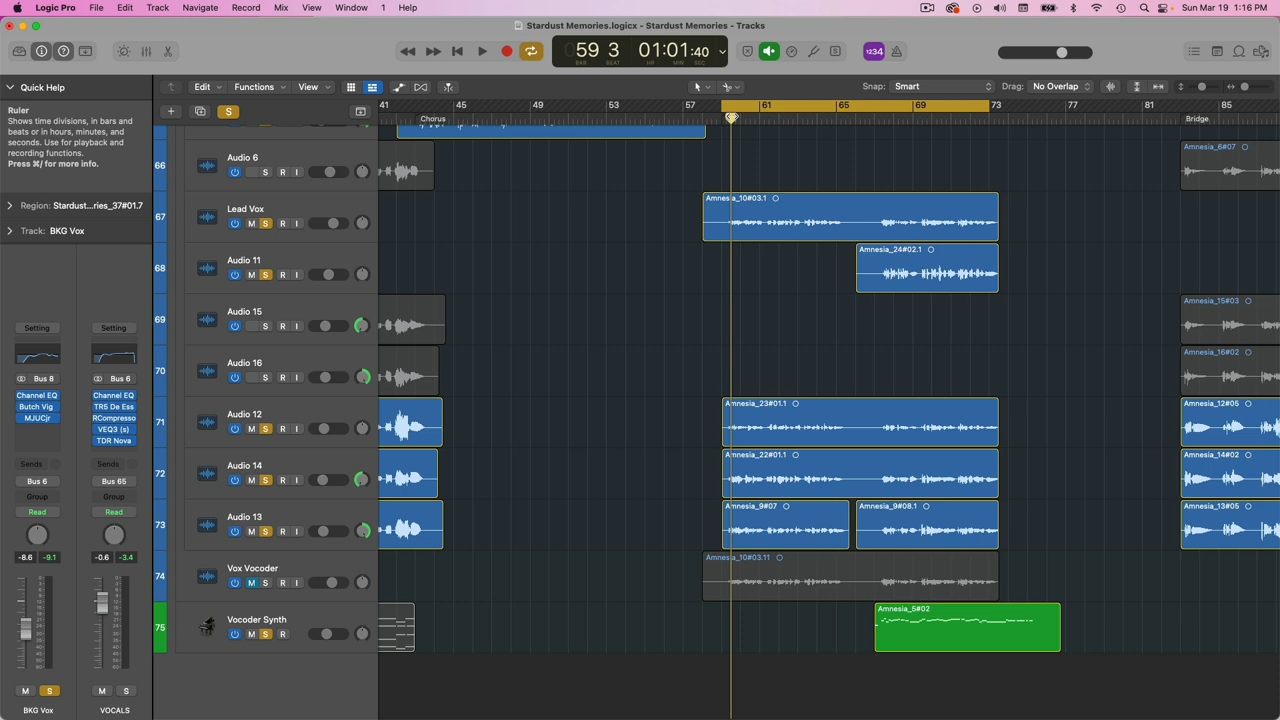 Logic Pro File Edit Track Navigate Record Mix View Window 1 Help Sun Mar 19 1:16 PM
Stardust Memories.logicx - Stardust Memories - Tracks
59 3 01:01:40
BAR BEAT HR MIN SEC
1234
Quick Help
Edit Functions View Snap: Smart Drag: No Overlap
Ruler
Shows time divisions, in bars and beats or in hours, minutes, and seconds. Use for playback and recording functions.
Press ⌘/ for more info.
S
41 45 49 53 57 61 65 69 73 77 81 85
Chorus Bridge
66 Audio 6 S R I
Amnesia_6#07
Region: Stardust...ries_37#01.7
67 Lead Vox M S R I
Amnesia_10#03.1
Track: BKG Vox
68 Audio 11 M S R I
Amnesia_24#02.1
69 Audio 15 S R I
Amnesia_15#03
70 Audio 16 S R I
Amnesia_16#02
71 Audio 12 M S R I
Amnesia_23#01.1
Amnesia_12#05
72 Audio 14 M S R I
Amnesia_22#01.1
Amnesia_14#02
73 Audio 13 M S R I
Amnesia_9#07
Amnesia_9#08.1
Amnesia_13#05
74 Vox Vocoder M S R I
Amnesia_10#03.11
75 Vocoder Synth M S R
Amnesia_5#02
Setting Setting
Bus 8 Bus 6
Channel EQ Channel EQ
Butch Vig TR5 De Ess
MJUCjr RCompresso
VEQ3 (s)
TDR Nova
Sends Sends
Bus 6 Bus 65
Group Group
Read Read
-8.6 -9.1 -0.6 -3.4
M S M S
BKG Vox VOCALS